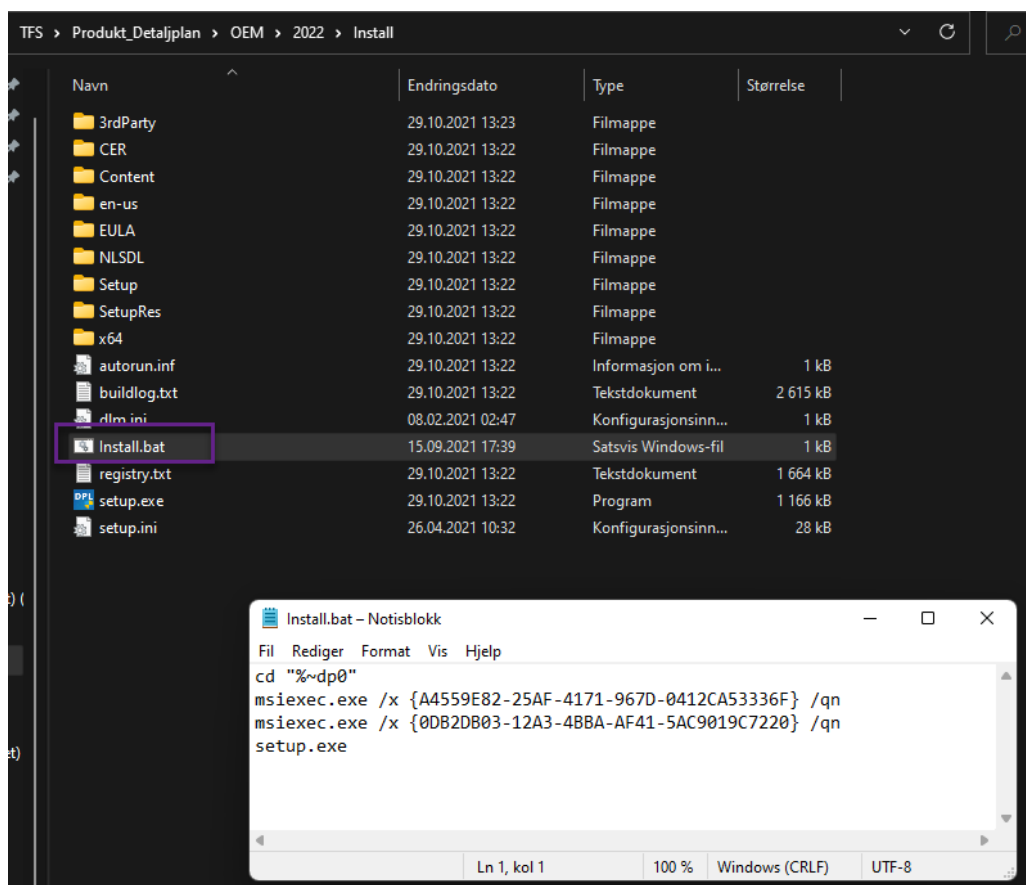 TFS > Produkt_Detaljplan > OEM > 2022 > Install
Navn Endringsdato Type Størrelse
3rdParty 29.10.2021 13:23 Filmappe
CER 29.10.2021 13:22 Filmappe
Content 29.10.2021 13:22 Filmappe
en-us 29.10.2021 13:22 Filmappe
EULA 29.10.2021 13:22 Filmappe
NLSDL 29.10.2021 13:22 Filmappe
Setup 29.10.2021 13:22 Filmappe
SetupRes 29.10.2021 13:22 Filmappe
x64 29.10.2021 13:22 Filmappe
autorun.inf 29.10.2021 13:22 Informasjon om i... 1 kB
buildlog.txt 29.10.2021 13:22 Tekstdokument 2 615 kB
dlm.ini 08.02.2021 02:47 Konfigurasjonsinn... 1 kB
Install.bat 15.09.2021 17:39 Satsvis Windows-fil 1 kB
registry.txt 29.10.2021 13:22 Tekstdokument 1 664 kB
DPL setup.exe 29.10.2021 13:22 Program 1 166 kB
setup.ini 26.04.2021 10:32 Konfigurasjonsinn... 28 kB
) (
Install.bat – Notisblokk
Fil Rediger Format Vis Hjelp
cd "%~dp0"
msiexec.exe /x {A4559E82-25AF-4171-967D-0412CA53336F} /qn
msiexec.exe /x {0DB2DB03-12A3-4BBA-AF41-5AC9019C7220} /qn
setup.exe
et)
Ln 1, kol 1 100 % Windows (CRLF) UTF-8